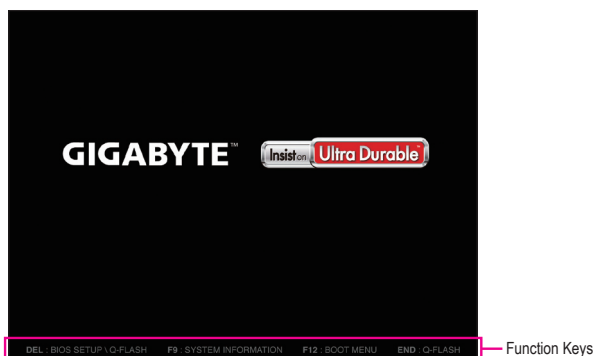 GIGABYTE™
Insist on Ultra Durable™
DEL : BIOS SETUP \ Q-FLASH F9 : SYSTEM INFORMATION F12 : BOOT MENU END : Q-FLASH
Function Keys